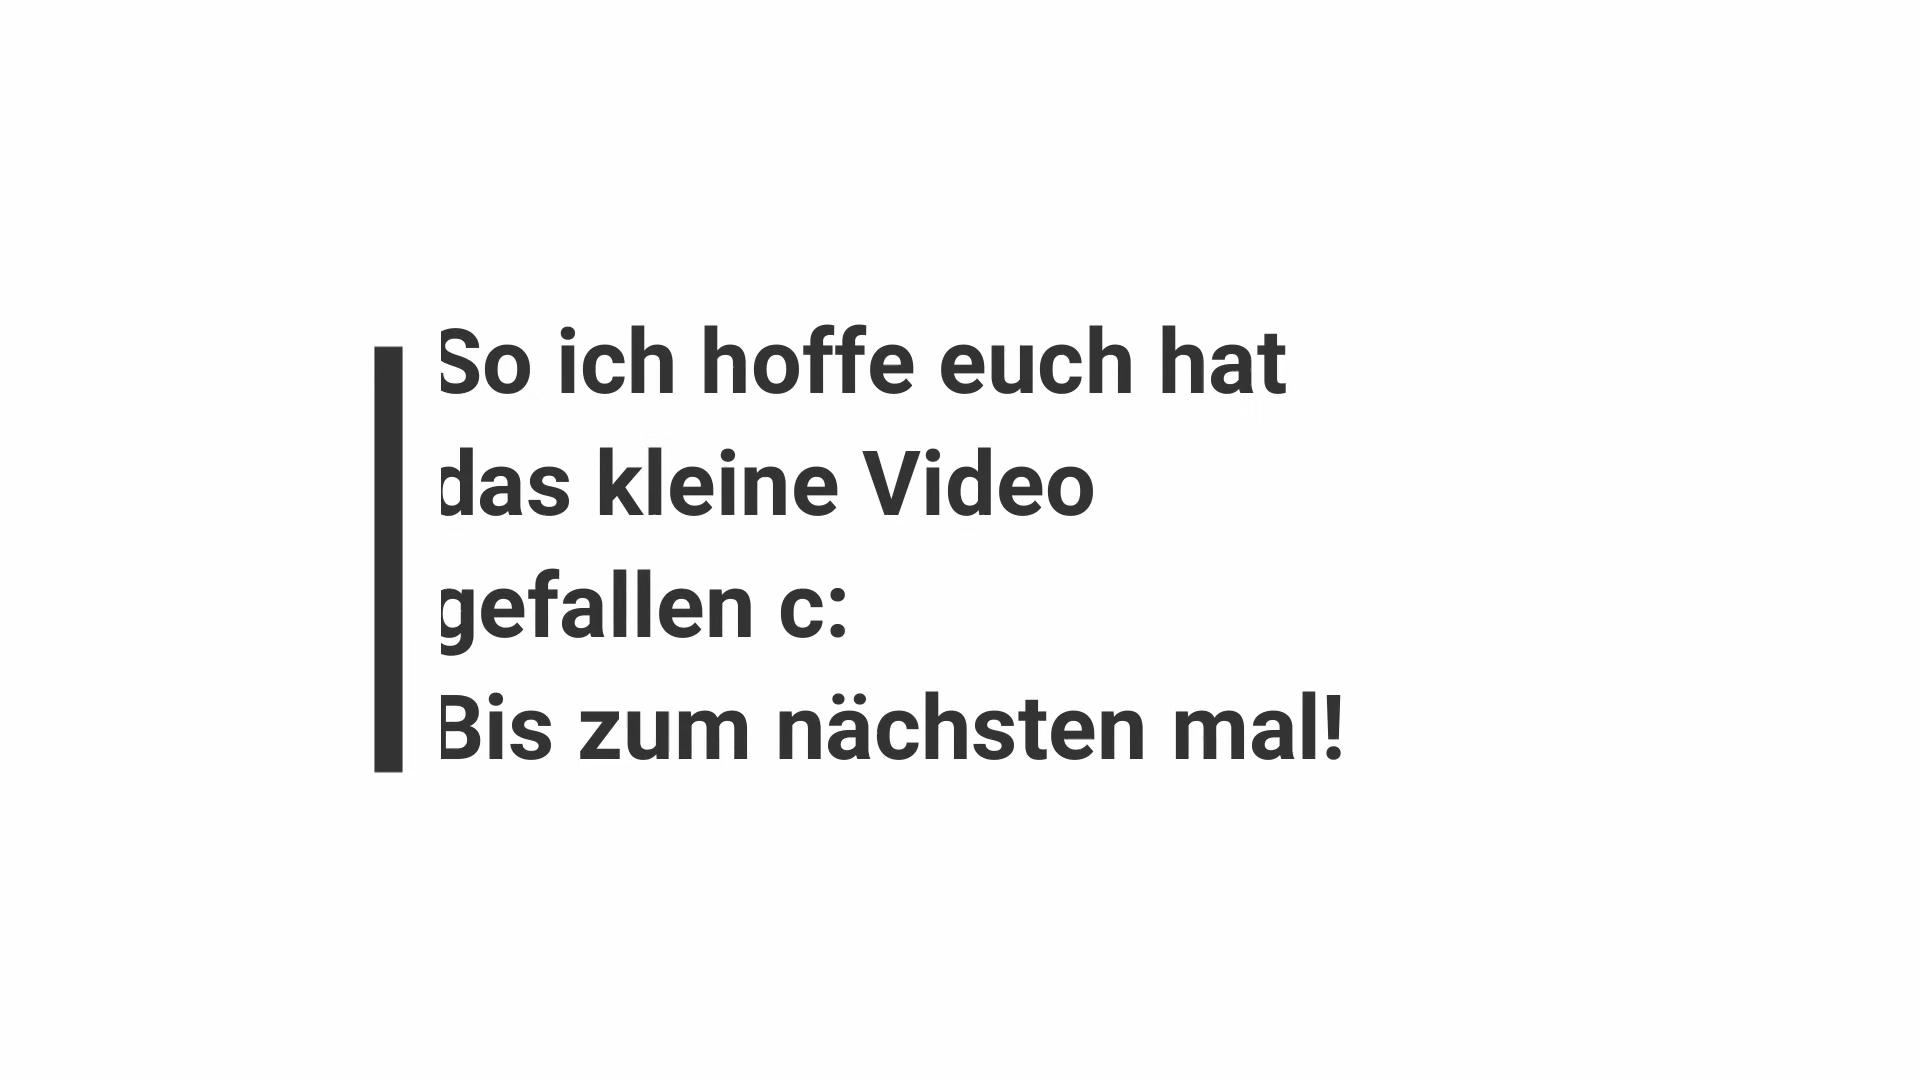 So ich hoffe euch hat
das kleine Video
gefallen c:
Bis zum nächsten mal!